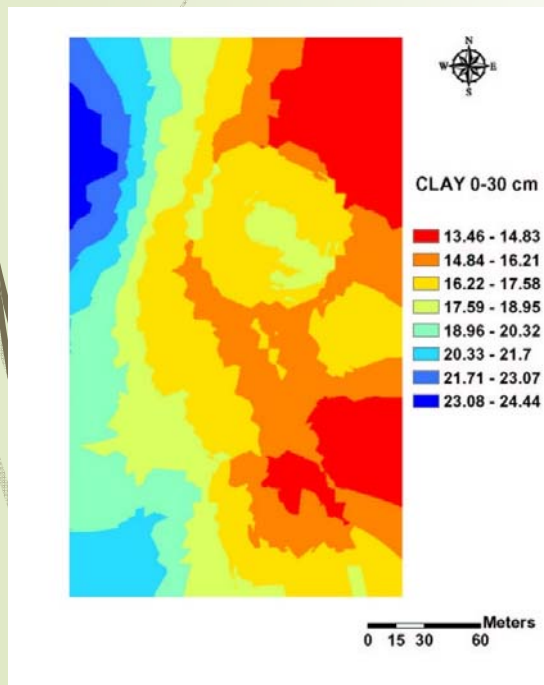 N
W E
S
CLAY 0-30 cm
13.46 - 14.83
14.84 - 16.21
16.22 - 17.58
17.59 - 18.95
18.96 - 20.32
20.33 - 21.7
21.71 - 23.07
23.08 - 24.44
Meters
0 15 30 60